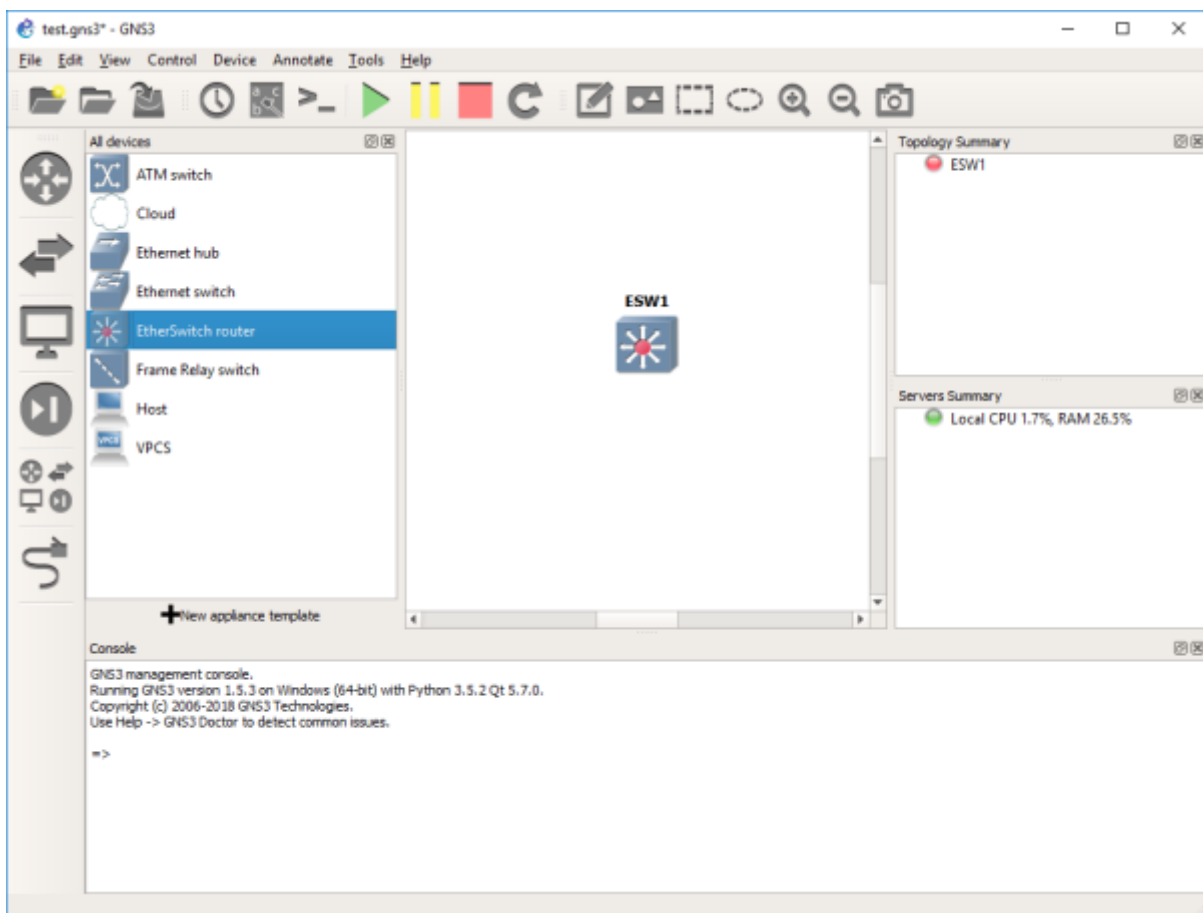 test.gns3* - GNS3
File Edit View Control Device Annotate Tools Help
All devices
ATM switch
Cloud
Ethernet hub
Ethernet switch
EtherSwitch router
Frame Relay switch
Host
VPCS
New appliance template
ESW1
Topology Summary
ESW1
Servers Summary
Local CPU 1.7%, RAM 26.5%
Console
GNS3 management console.
Running GNS3 version 1.5.3 on Windows (64-bit) with Python 3.5.2 Qt 5.7.0.
Copyright (c) 2006-2018 GNS3 Technologies.
Use Help -> GNS3 Doctor to detect common issues.
=>